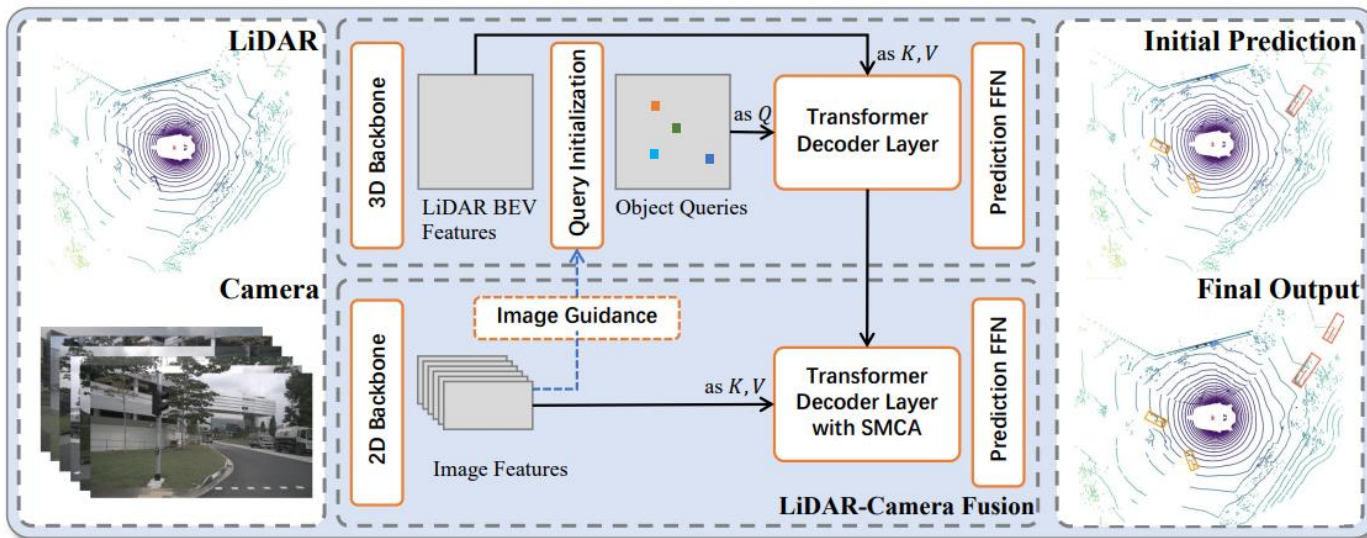 LiDAR
Camera
3D Backbone
LiDAR BEV
Features
Query Initialization
Object Queries
as Q
as K, V
Transformer
Decoder Layer
Prediction FFN
2D Backbone
Image Guidance
Image Features
as K, V
Transformer
Decoder Layer
with SMCA
Prediction FFN
LiDAR-Camera Fusion
Initial Prediction
Final Output